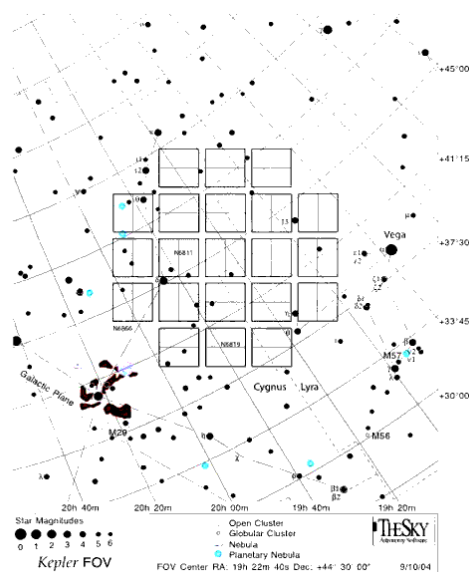 +45°00
+41°15
Vega
+37°30
N6811
+33°45
N6866
M57
N6819
Galactic Plane
Cygnus Lyra
+30°00
M29
M56
20h 40m 20h 20m 20h 00m 19h 40m 19h 20m
Star Magnitudes
0 1 2 3 4 5 6
Open Cluster
Globular Cluster
Nebula
Planetary Nebula
THESKY
Astronomy Software
Kepler FOV
FOV Center RA: 19h 22m 40s Dec: +44° 30' 00"
9/10/04